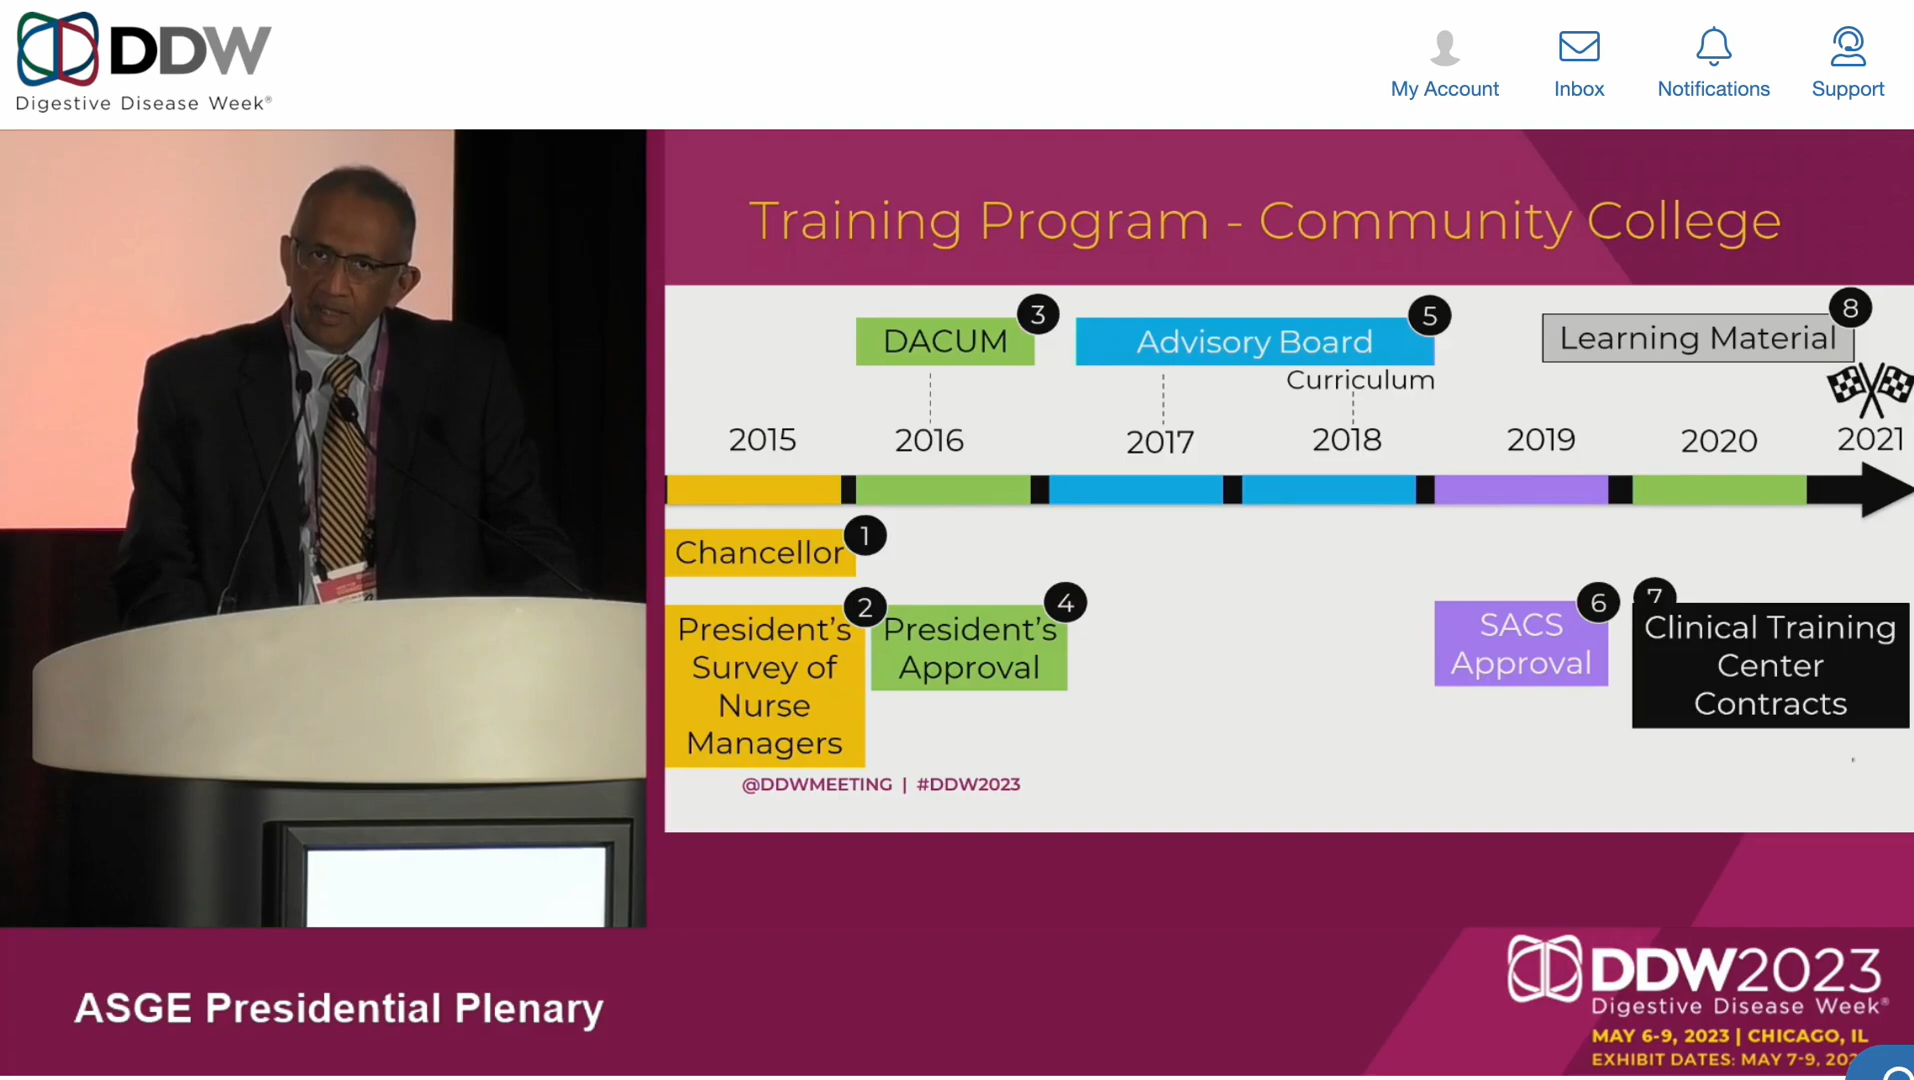 DDW
Digestive Disease Week®
My Account
Inbox
Notifications
Support
Training Program - Community College
DACUM
3
Advisory Board
5
Curriculum
Learning Material
8
2015
2016
2017
2018
2019
2020
2021
Chancellor
1
President’s
Survey of
Nurse
Managers
2
President’s
Approval
4
SACS
Approval
6
7
Clinical Training
Center
Contracts
@DDWMEETING | #DDW2023
ASGE Presidential Plenary
DDW2023
Digestive Disease Week®
MAY 6-9, 2023 | CHICAGO, IL
EXHIBIT DATES: MAY 7-9,